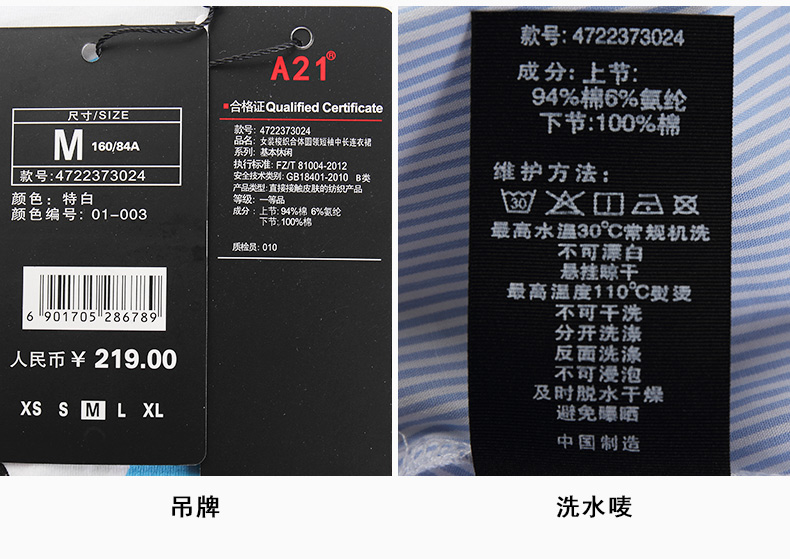 尺寸/SIZE
M 160/84A
款号: 4722373024
颜色: 特白
颜色编号: 01-003
6 901705 286789
人民币 ¥ 219.00
XS S M L XL
A21®
合格证Qualified Certificate
款号: 4722373024
品名: 女装梭织合体圆领短袖中长连衣裙
系列: 基本休闲
执行标准: FZ/T 81004-2012
安全技术类别: GB18401-2010 B类
产品类型: 直接接触皮肤的纺织产品
等级: 一等品
成分: 上节: 94%棉 6%氨纶
下节: 100%棉
质检员: 010
款号: 4722373024
成分: 上节:
94%棉6%氨纶
下节:100%棉
维护方法:
30
最高水温30℃常规机洗
不可漂白
悬挂晾干
最高温度110℃熨烫
不可干洗
分开洗涤
反面洗涤
不可浸泡
及时脱水干燥
避免曝晒
中国制造
吊牌
洗水唛